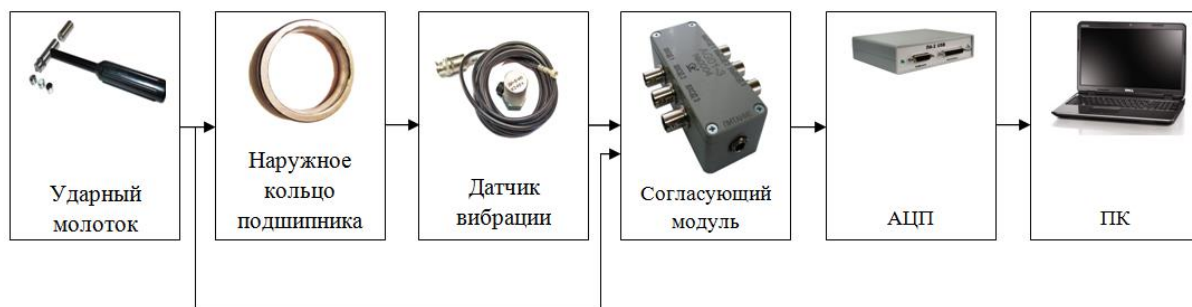 Ударный
молоток
Наружное
кольцо
подшипника
Датчик
вибрации
Согласующий
модуль
АЦП
ПК